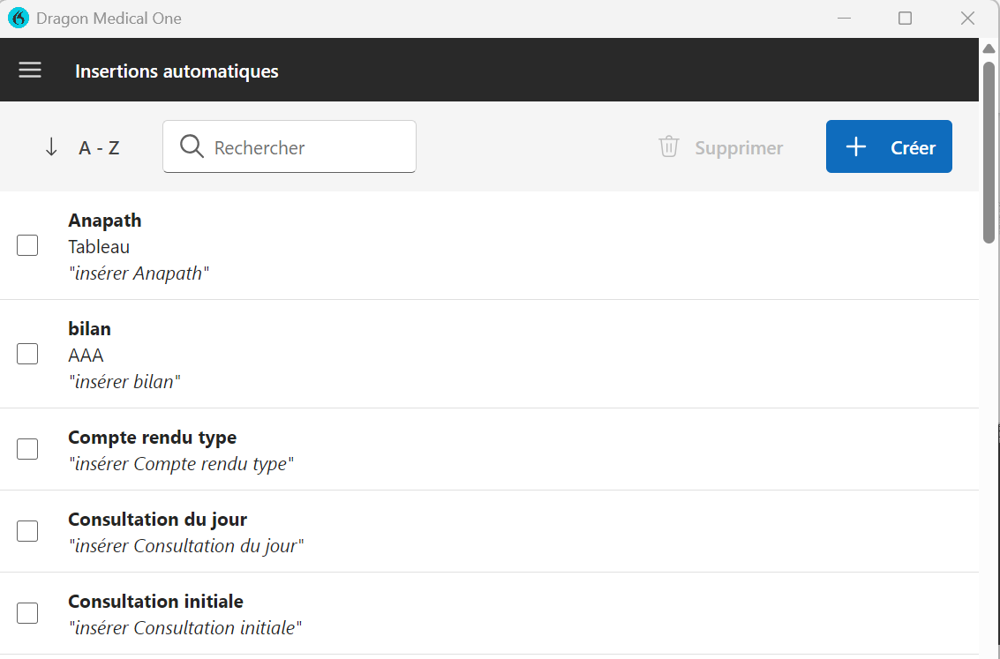 Dragon Medical One
Insertions automatiques
A - Z
Rechercher
Supprimer
Créer
Anapath
Tableau
"insérer Anapath"
bilan
AAA
"insérer bilan"
Compte rendu type
"insérer Compte rendu type"
Consultation du jour
"insérer Consultation du jour"
Consultation initiale
"insérer Consultation initiale"